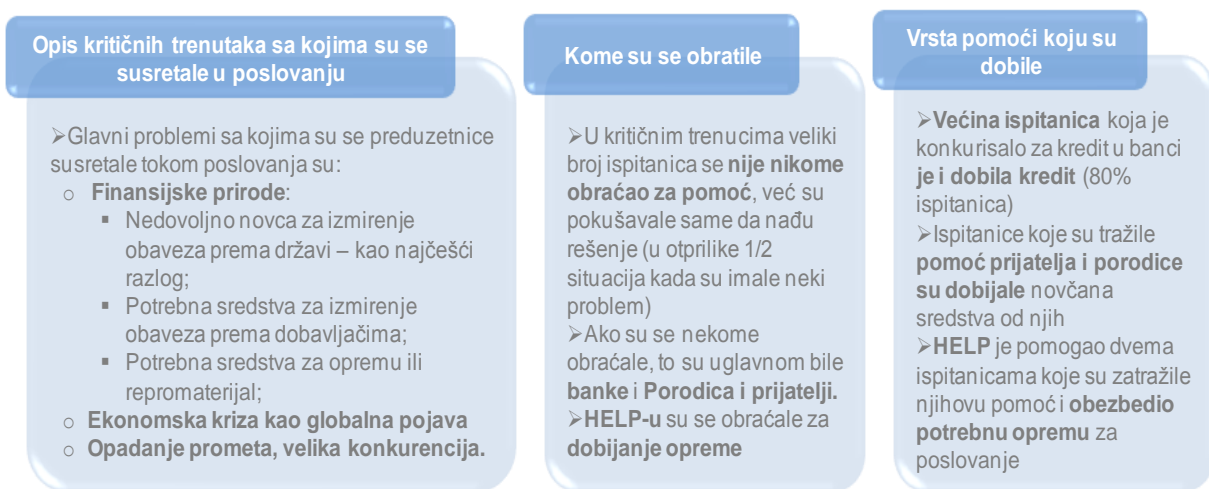 Opis kritičnih trenutaka sa kojima su se
susretale u poslovanju
➢Glavni problemi sa kojima su se preduzetnice
susretale tokom poslovanja su:
o Finansijske prirode:
▪ Nedovoljno novca za izmirenje
obaveza prema državi – kao najčešći
razlog;
▪ Potrebna sredstva za izmirenje
obaveza prema dobavljačima;
▪ Potrebna sredstva za opremu ili
repromaterijal;
o Ekonomska kriza kao globalna pojava
o Opadanje prometa, velika konkurencija.
Kome su se obratile
➢U kritičnim trenucima veliki
broj ispitanica se nije nikome
obraćao za pomoć, već su
pokušavale same da nađu
rešenje (u otprilike 1/2
situacija kada su imale neki
problem)
➢Ako su se nekome
obraćale, to su uglavnom bile
banke i Porodica i prijatelji.
➢HELP-u su se obraćale za
dobijanje opreme
Vrsta pomoći koju su
dobile
➢Većina ispitanica koja je
konkurisalo za kredit u banci
je i dobila kredit (80%
ispitanica)
➢Ispitanice koje su tražile
pomoć prijatelja i porodice
su dobijale novčana
sredstva od njih
➢HELP je pomogao dvema
ispitanicama koje su zatražile
njihovu pomoć i obezbedio
potrebnu opremu za
poslovanje